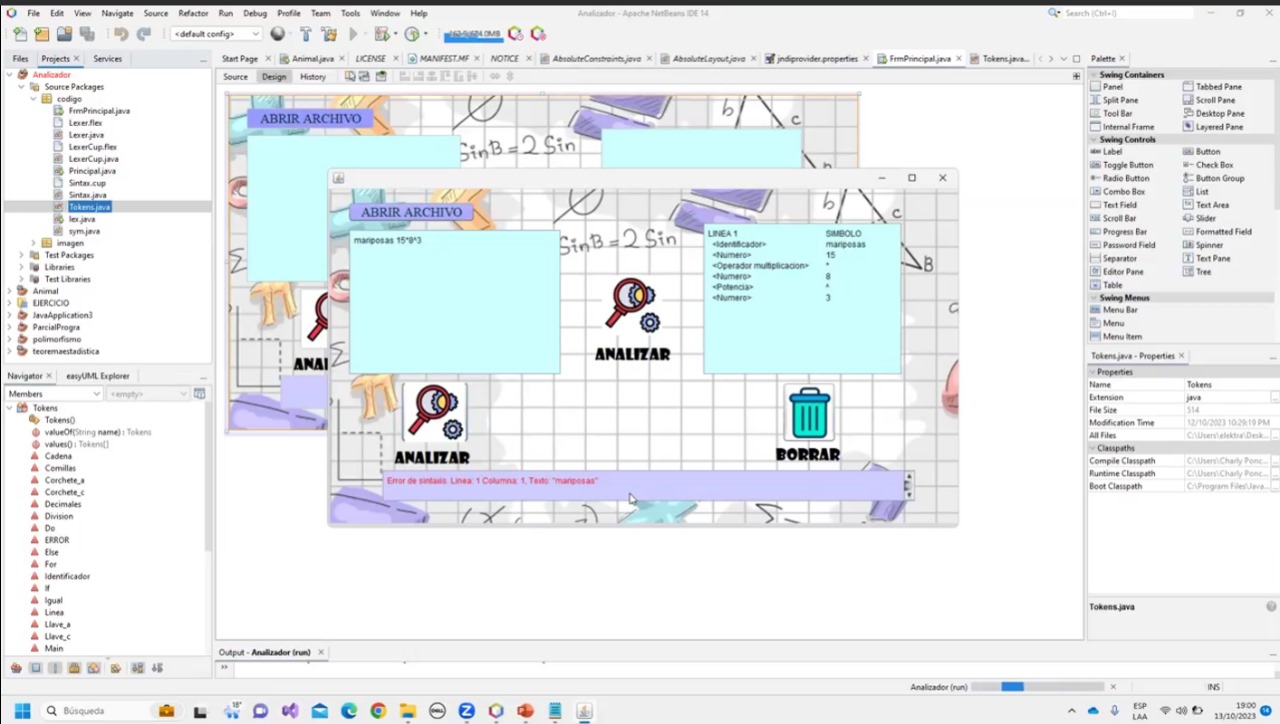 File Edit View Navigate Source Refactor Run Debug Profile Team Tools Window Help
Analizador - Apache NetBeans IDE 14
Search (Ctrl+I)
<default config>
Files Projects Services
Start Page Animal.java LICENSE MANIFEST.MF NOTICE AbsoluteConstraints.java AbsoluteLayout.java jndiprovider.properties FrmPrincipal.java Tokens.java...
Source Design History
Analizador
Source Packages
codigo
FrmPrincipal.java
Lexer.flex
Lexer.java
LexerCup.flex
LexerCup.java
Principal.java
Sintax.cup
Sintax.java
Tokens.java
lex.java
sym.java
imagen
Test Packages
Libraries
Test Libraries
Animal
EJERCICIO
JavaApplication3
ParcialProgra
polimorfismo
teoremaestadistica
Navigator easyUML Explorer
Members <empty>
Tokens
Tokens()
valueOf(String name) : Tokens
values() : Tokens[]
Cadena
Comillas
Corchete_a
Corchete_c
Decimales
Division
Do
ERROR
Else
For
Identificador
If
Igual
Linea
Llave_a
Llave_c
Main
ABRIR ARCHIVO
SinB = 2 Sin
b c
ANALI
ABRIR ARCHIVO
mariposas 15*8^3
SinB = 2 Sin
b c
B
LINEA 1 SIMBOLO
<Identificador> mariposas
<Numero> 15
<Operador multiplicacion> *
<Numero> 8
<Potencia> ^
<Numero> 3
ANALIZAR
ANALIZAR
BORRAR
Error de sintaxis. Linea: 1 Columna: 1, Texto: "mariposas"
Palette
Swing Containers
Panel Tabbed Pane
Split Pane Scroll Pane
Tool Bar Desktop Pane
Internal Frame Layered Pane
Swing Controls
Label Button
Toggle Button Check Box
Radio Button Button Group
Combo Box List
Text Field Text Area
Scroll Bar Slider
Progress Bar Formatted Field
Password Field Spinner
Separator Text Pane
Editor Pane Tree
Table
Swing Menus
Menu Bar
Menu
Menu Item
Tokens.java - Properties
Properties
Name Tokens
Extension java
File Size 514
Modification Time 12/10/2023 10:29:19 PM
All Files C:\Users\elektra\Desk...
Classpaths
Compile Classpath C:\Users\Charly Ponc...
Runtime Classpath C:\Users\Charly Ponc...
Boot Classpath C:\Program Files\Java...
Tokens.java
Output - Analizador (run)
Analizador (run) INS
Búsqueda
18°
ESP
LAA
19:00
13/10/2023